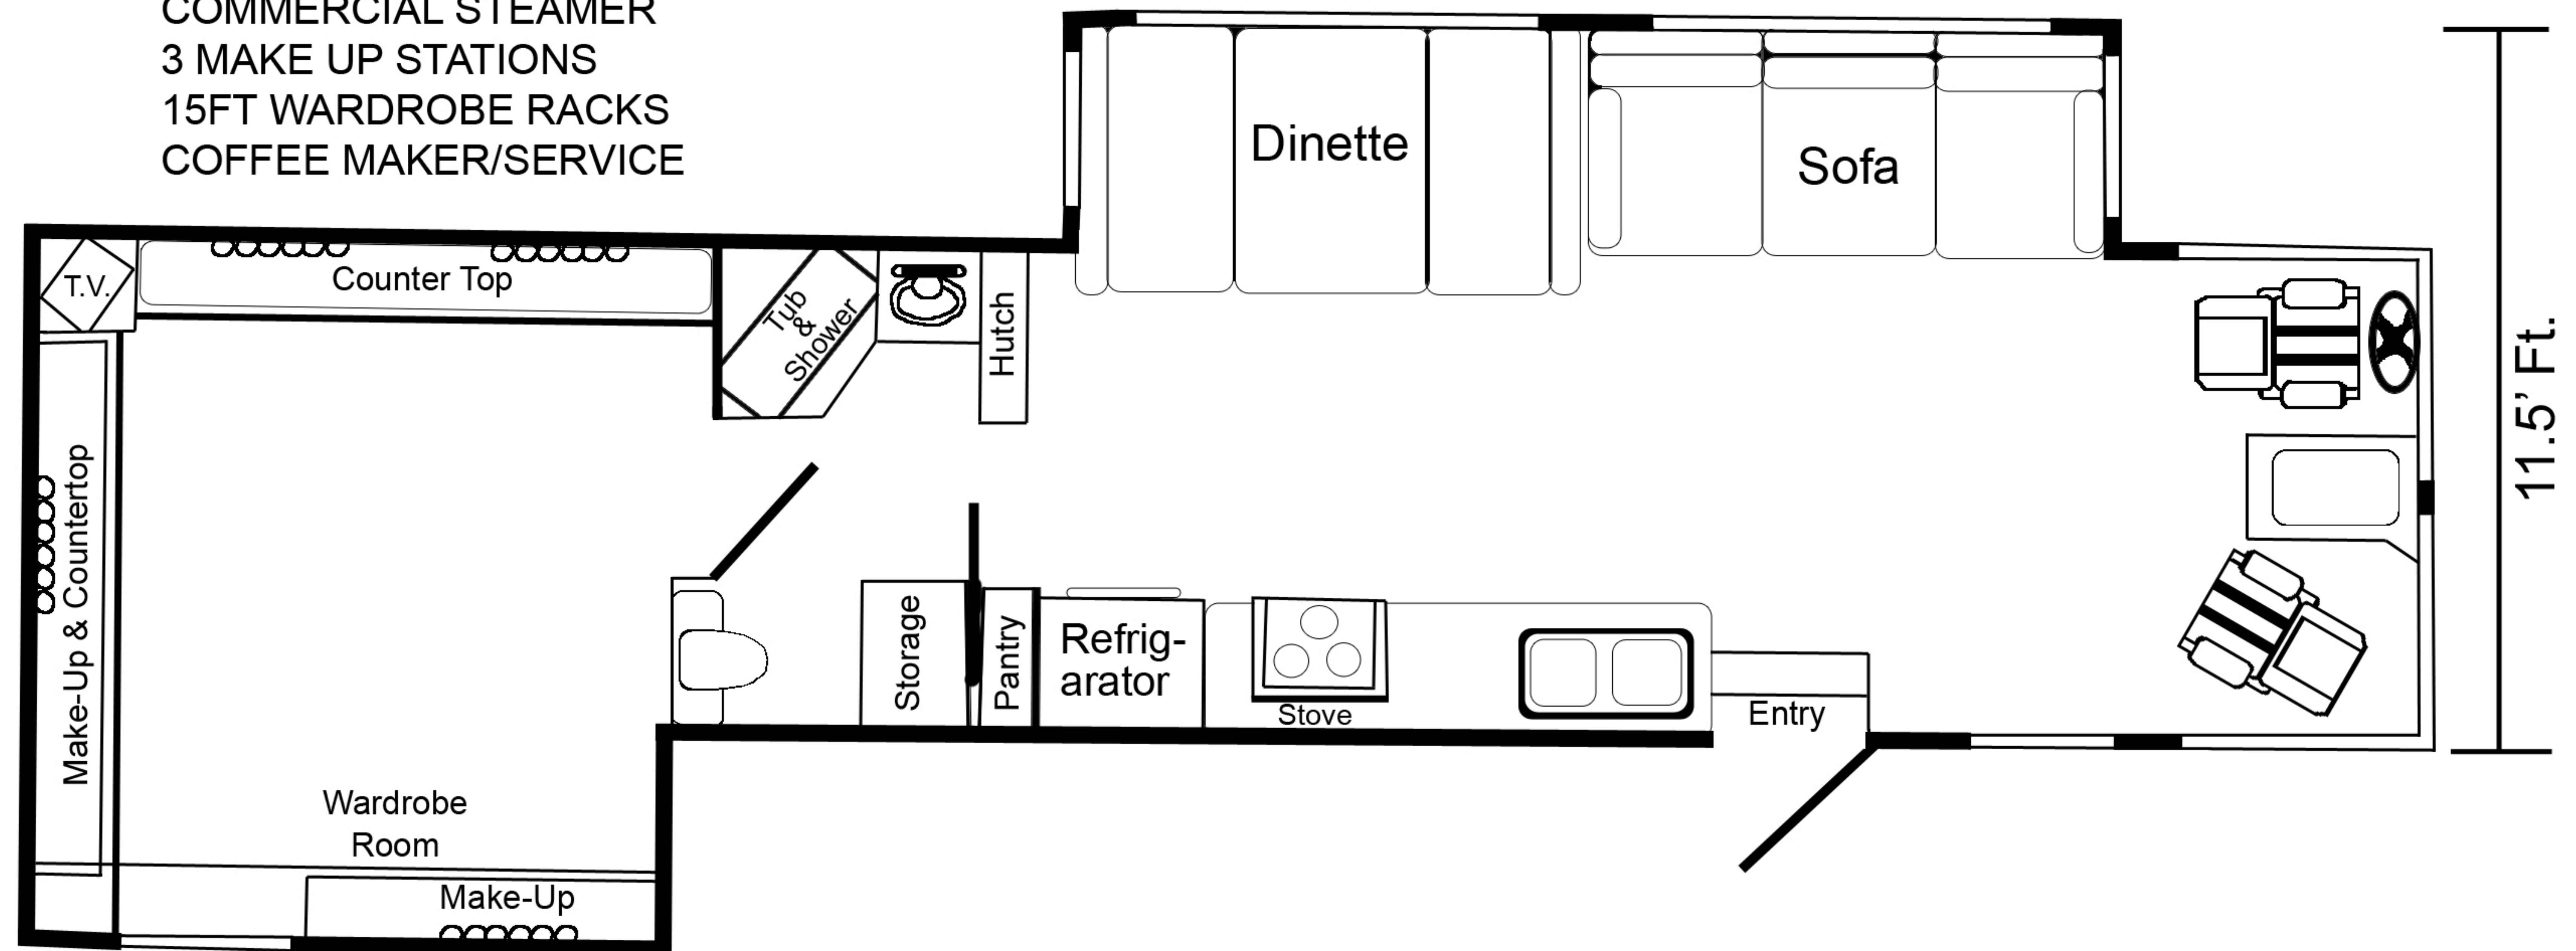 COMMERCIAL STEAMER
3 MAKE UP STATIONS
15FT WARDROBE RACKS
COFFEE MAKER/SERVICE
Dinette
Sofa
T.V.
Counter Top
Tub
&
Shower
Hutch
11.5' Ft.
Make-Up & Countertop
Storage
Pantry
Refrig-
arator
Stove
Entry
Wardrobe
Room
Make-Up